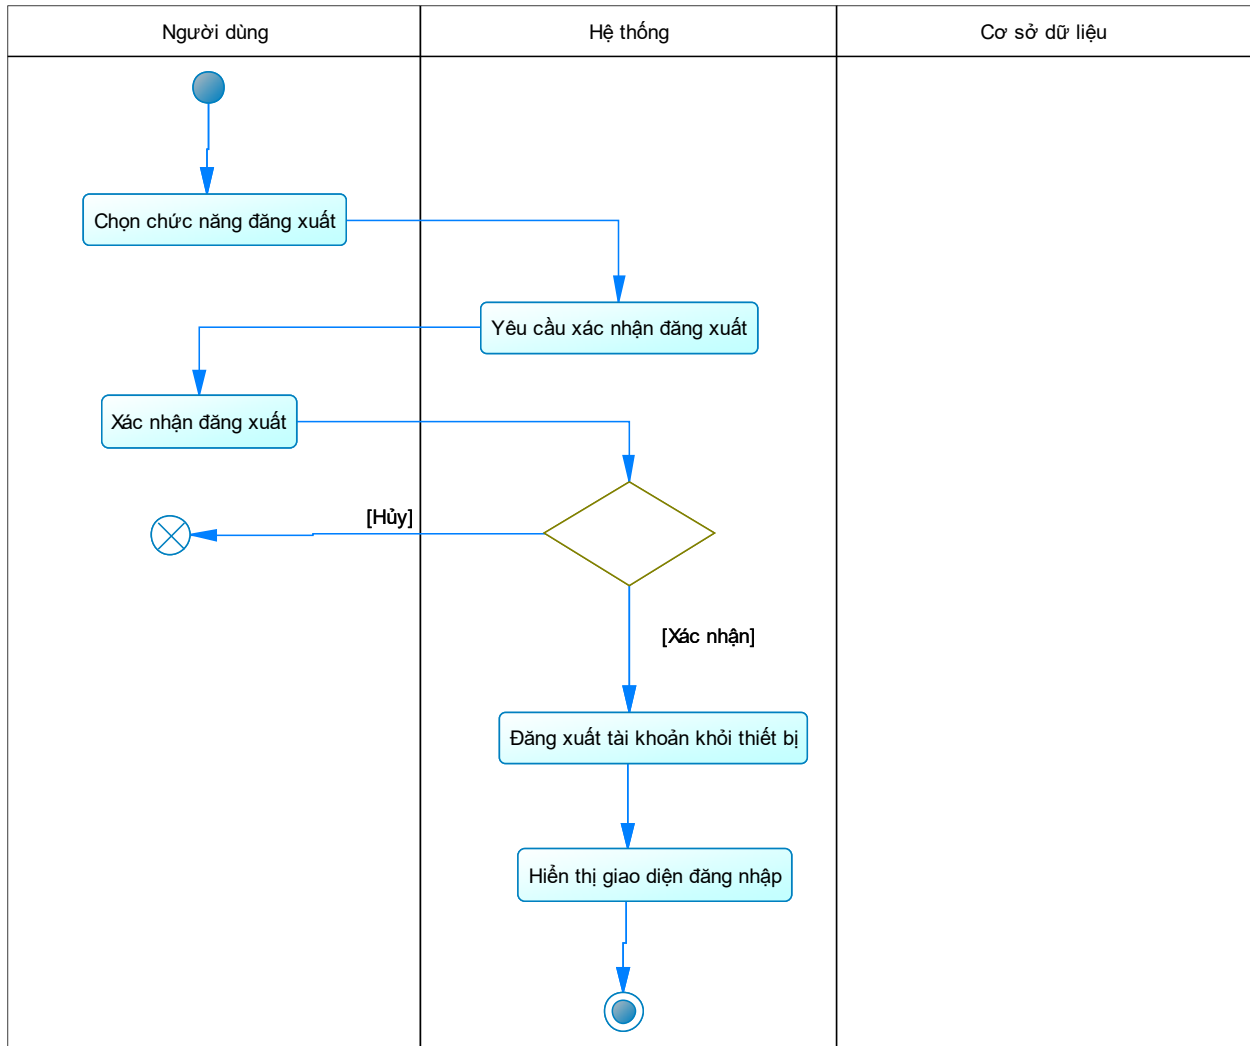 Người dùng
Hệ thống
Cơ sở dữ liệu
Chọn chức năng đăng xuất
Yêu cầu xác nhận đăng xuất
Xác nhận đăng xuất
[Hủy]
[Xác nhận]
Đăng xuất tài khoản khỏi thiết bị
Hiển thị giao diện đăng nhập